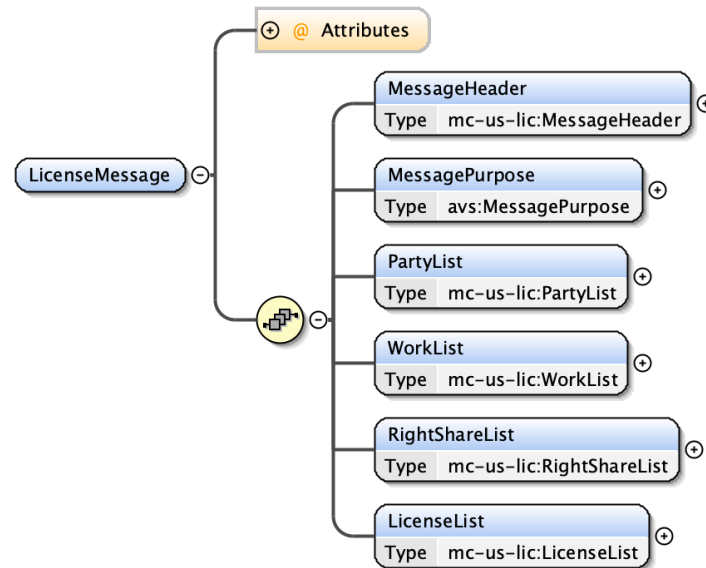 @ Attributes
LicenseMessage
MessageHeader
Type mc-us-lic:MessageHeader
MessagePurpose
Type avs:MessagePurpose
PartyList
Type mc-us-lic:PartyList
WorkList
Type mc-us-lic:WorkList
RightShareList
Type mc-us-lic:RightShareList
LicenseList
Type mc-us-lic:LicenseList